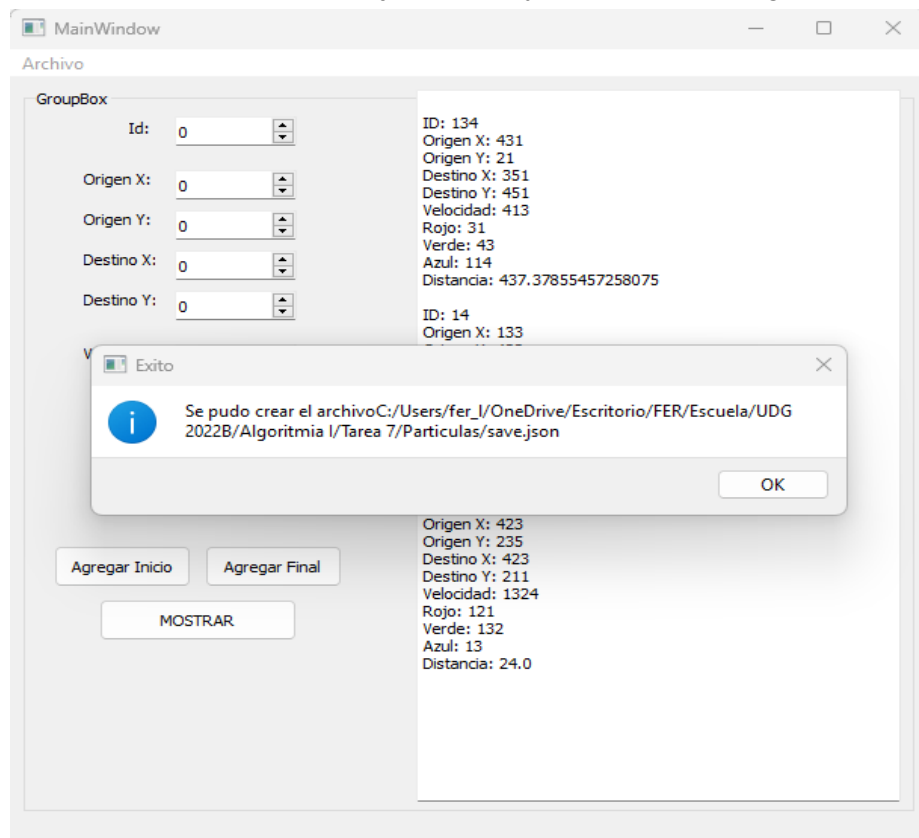 MainWindow
Archivo
GroupBox
Id:
0
Origen X:
0
Origen Y:
0
Destino X:
0
Destino Y:
0
V
ID: 134
Origen X: 431
Origen Y: 21
Destino X: 351
Destino Y: 451
Velocidad: 413
Rojo: 31
Verde: 43
Azul: 114
Distancia: 437.37855457258075
ID: 14
Origen X: 133
Exito
Se pudo crear el archivoC:/Users/fer_l/OneDrive/Escritorio/FER/Escuela/UDG
2022B/Algoritmia I/Tarea 7/Particulas/save.json
OK
Origen X: 423
Origen Y: 235
Destino X: 423
Destino Y: 211
Velocidad: 1324
Rojo: 121
Verde: 132
Azul: 13
Distancia: 24.0
Agregar Inicio
Agregar Final
MOSTRAR